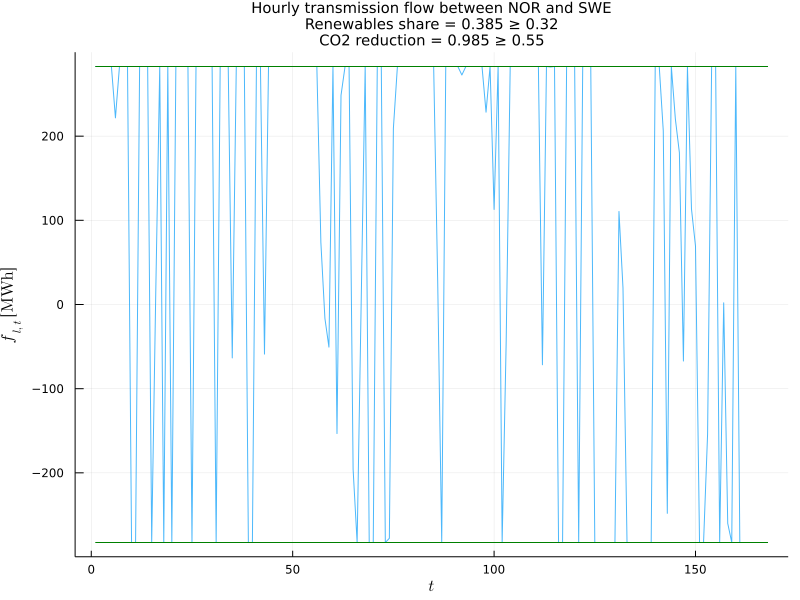 Hourly transmission flow between NOR and SWE
Renewables share = 0.385 ≥ 0.32
CO2 reduction = 0.985 ≥ 0.55
200
100
0
−100
−200
f l,t [MWh]
0
50
100
150
t